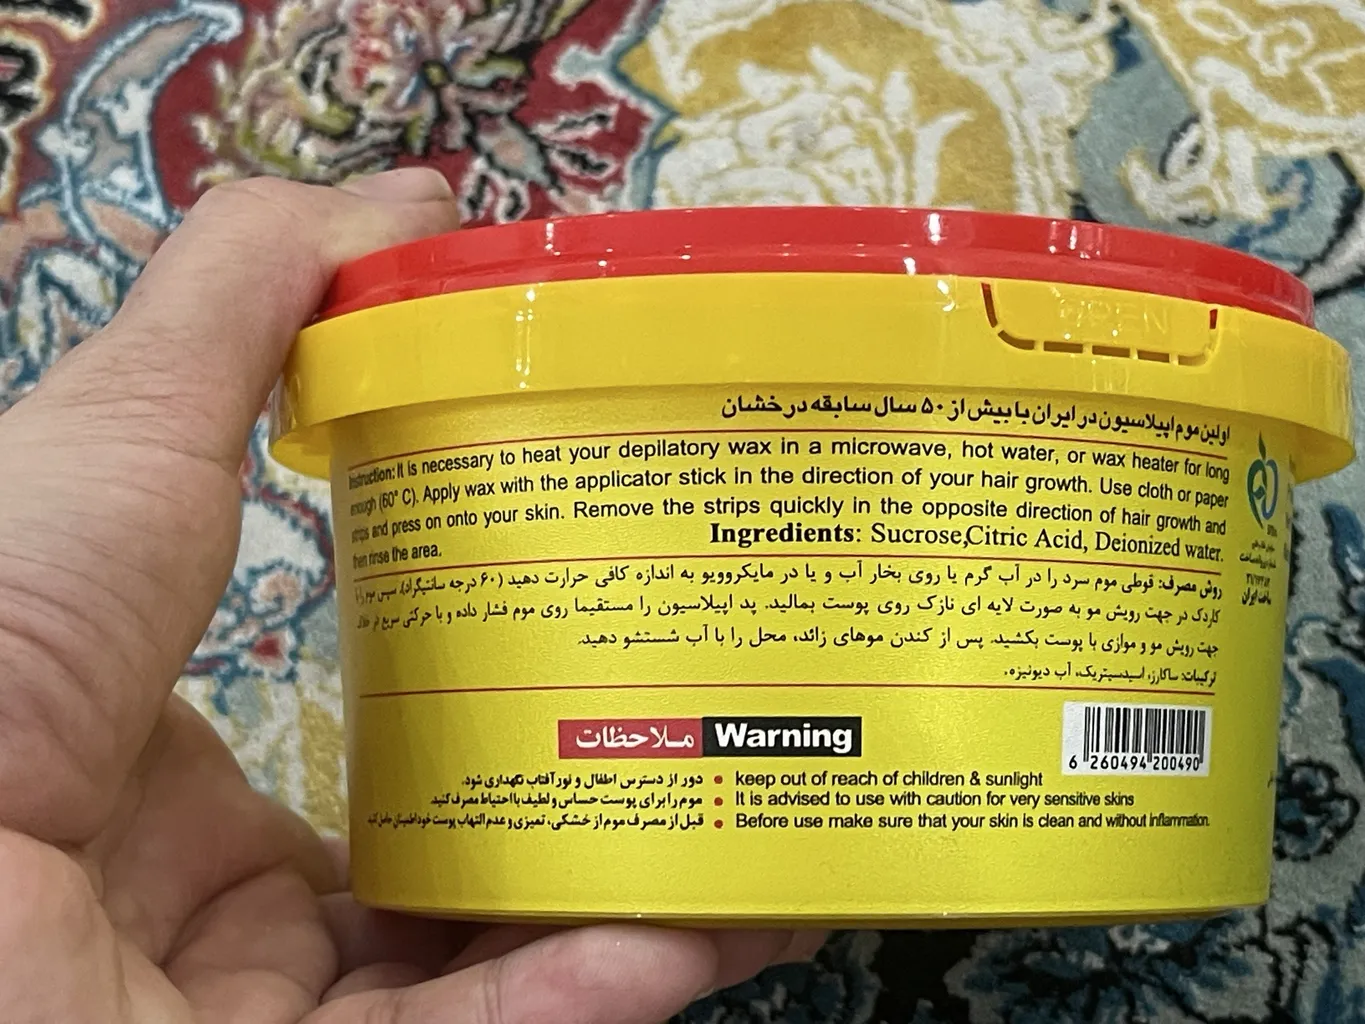 OPEN
اولین موم اپیلاسیون در ایران با بیش از ۵۰ سال سابقه درخشان
Instruction: It is necessary to heat your depilatory wax in a microwave, hot water, or wax heater for long
enough (60° C). Apply wax with the applicator stick in the direction of your hair growth. Use cloth or paper
strips and press on onto your skin. Remove the strips quickly in the opposite direction of hair growth and
then rinse the area.
Ingredients: Sucrose,Citric Acid, Deionized water.
روش مصرف: قوطی موم سرد را در آب گرم یا روی بخار آب و یا در مایکروویو به اندازه کافی حرارت دهید (۶۰ درجه سانتیگراد)، سپس موم را با
کاردک در جهت رویش مو به صورت لایه ای نازک روی پوست بمالید. پد اپیلاسیون را مستقیما روی موم فشار داده و با حرکتی سریع در خلاف
جهت رویش مو و موازی با پوست بکشید. پس از کندن موهای زائد، محل را با آب شستشو دهید.
ترکیبات: ساکارز، اسیدسیتریک، آب دیونیزه.
ساخت ایران
ملاحظات Warning
دور از دسترس اطفال و نور آفتاب نگهداری شود. • keep out of reach of children & sunlight
موم را برای پوست حساس و لطیف با احتیاط مصرف کنید. • It is advised to use with caution for very sensitive skins
قبل از مصرف موم از خشکی، تمیزی و عدم التهاب پوست خود اطمینان حاصل کنید. • Before use make sure that your skin is clean and without inflammation.
6 260494 200490